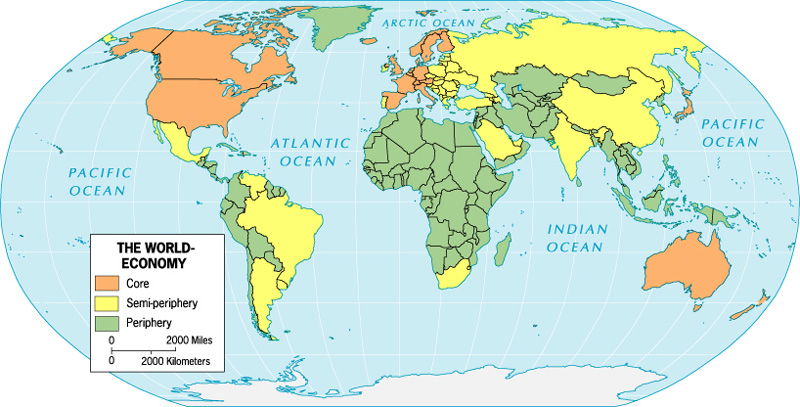 ARCTIC OCEAN
ATLANTIC
OCEAN
PACIFIC
OCEAN
PACIFIC
OCEAN
INDIAN
OCEAN
THE WORLD-
ECONOMY
Core
Semi-periphery
Periphery
0 2000 Miles
0 2000 Kilometers